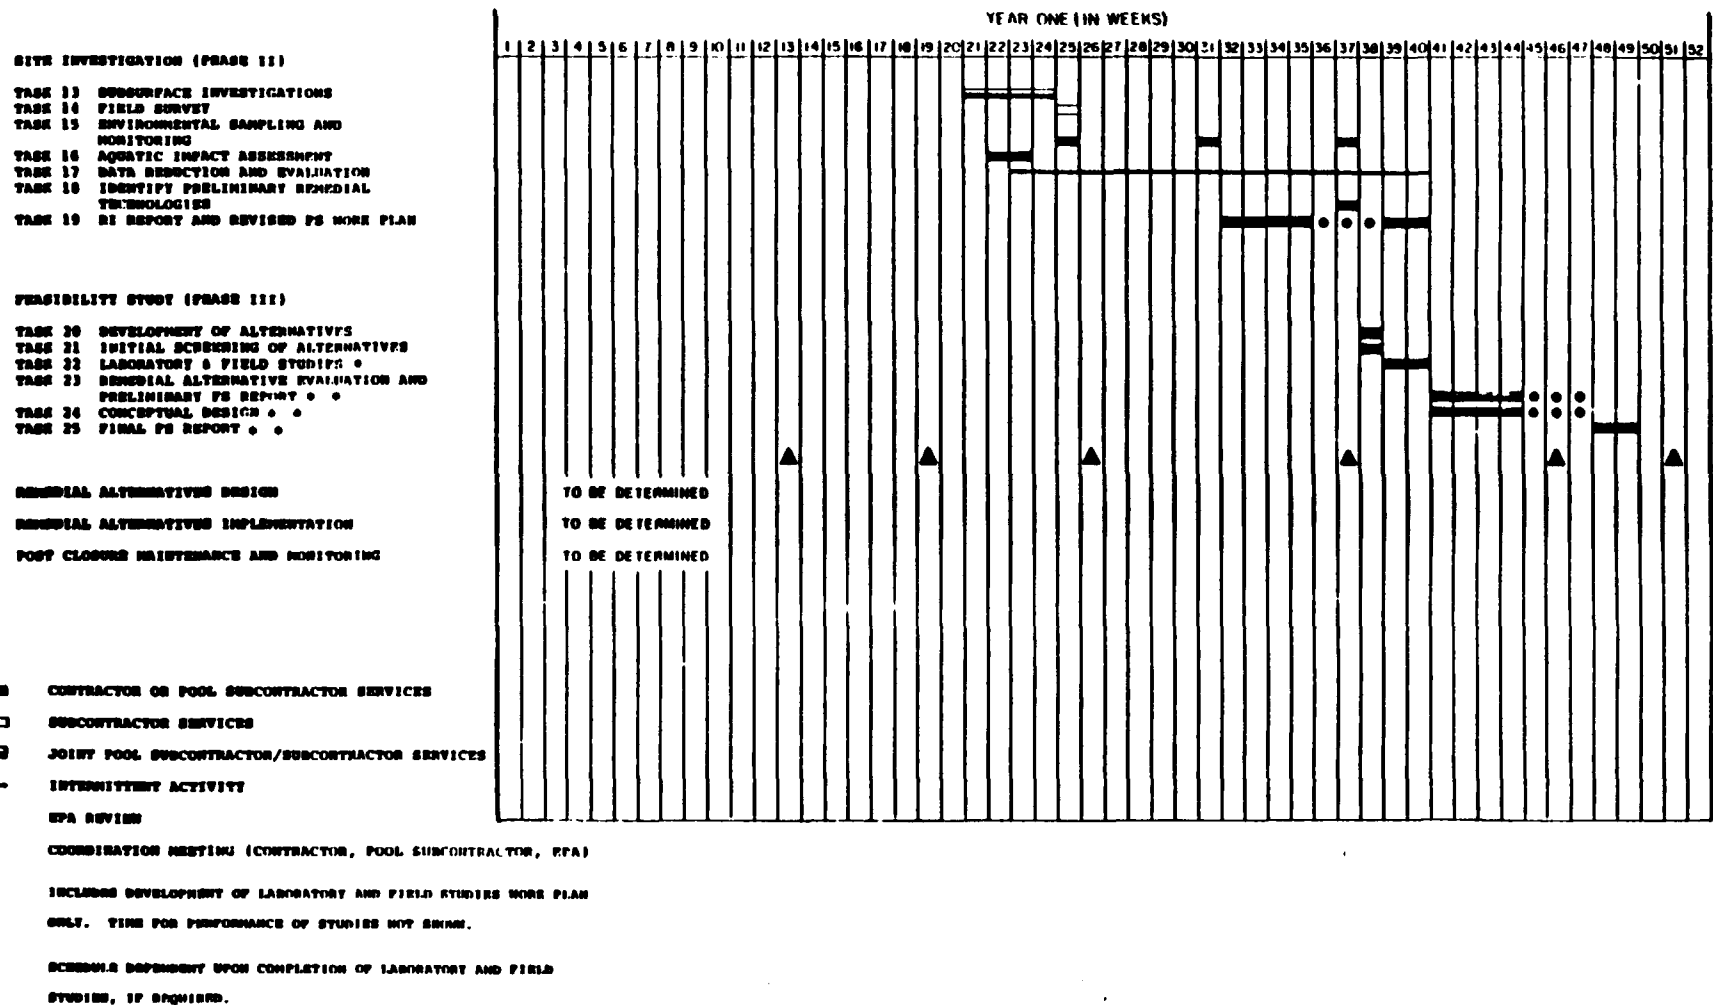 YEAR ONE (IN WEEKS)
1 2 3 4 5 6 7 8 9 10 11 12 13 14 15 16 17 18 19 20 21 22 23 24 25 26 27 28 29 30 31 32 33 34 35 36 37 38 39 40 41 42 43 44 45 46 47 48 49 50 51 52
SITE INVESTIGATION (PHASE II)
TASK 13 SUBSURFACE INVESTIGATIONS
TASK 14 FIELD SURVEY
TASK 15 ENVIRONMENTAL SAMPLING AND
MONITORING
TASK 16 AQUATIC IMPACT ASSESSMENT
TASK 17 DATA REDUCTION AND EVALUATION
TASK 18 IDENTIFY PRELIMINARY REMEDIAL
TECHNOLOGIES
TASK 19 RI REPORT AND REVISED FS WORK PLAN
FEASIBILITY STUDY (PHASE III)
TASK 20 DEVELOPMENT OF ALTERNATIVES
TASK 21 INITIAL SCREENING OF ALTERNATIVES
TASK 22 LABORATORY & FIELD STUDIES *
TASK 23 REMEDIAL ALTERNATIVE EVALUATION AND
PRELIMINARY FS REPORT * *
TASK 24 CONCEPTUAL DESIGN * *
TASK 25 FINAL FS REPORT * *
REMEDIAL ALTERNATIVES DESIGN TO BE DETERMINED
REMEDIAL ALTERNATIVES IMPLEMENTATION TO BE DETERMINED
POST CLOSURE MAINTENANCE AND MONITORING TO BE DETERMINED
CONTRACTOR OR POOL SUBCONTRACTOR SERVICES
SUBCONTRACTOR SERVICES
JOINT POOL SUBCONTRACTOR/SUBCONTRACTOR SERVICES
INTERMITTENT ACTIVITY
EPA REVIEW
COORDINATION MEETING (CONTRACTOR, POOL SUBCONTRACTOR, EPA)
INCLUDES DEVELOPMENT OF LABORATORY AND FIELD STUDIES WORK PLAN
ONLY. TIME FOR PERFORMANCE OF STUDIES NOT SHOWN.
SCHEDULE DEPENDENT UPON COMPLETION OF LABORATORY AND FIELD
STUDIES, IF REQUIRED.